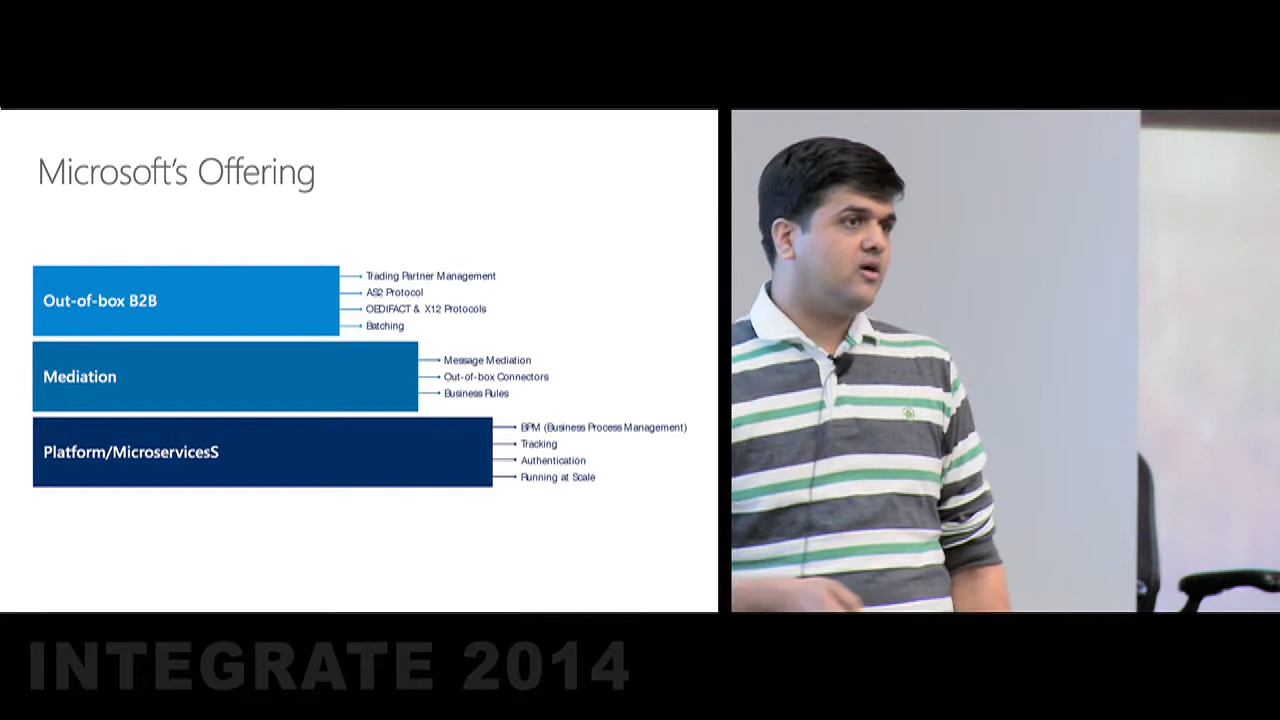 Microsoft's Offering
Out-of-box B2B
Trading Partner Management
AS2 Protocol
OEDIFACT & X12 Protocols
Batching
Mediation
Message Mediation
Out-of-box Connectors
Business Rules
Platform/MicroservicesS
BPM (Business Process Management)
Tracking
Authentication
Running at Scale
INTEGRATE 2014